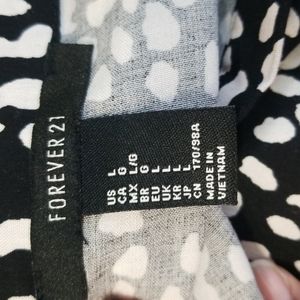 FOREVER 21
US L
CA G
MX L/G
BR G
EU L
UK L
KR L
JP L
CN 170/98A
MADE IN
VIETNAM